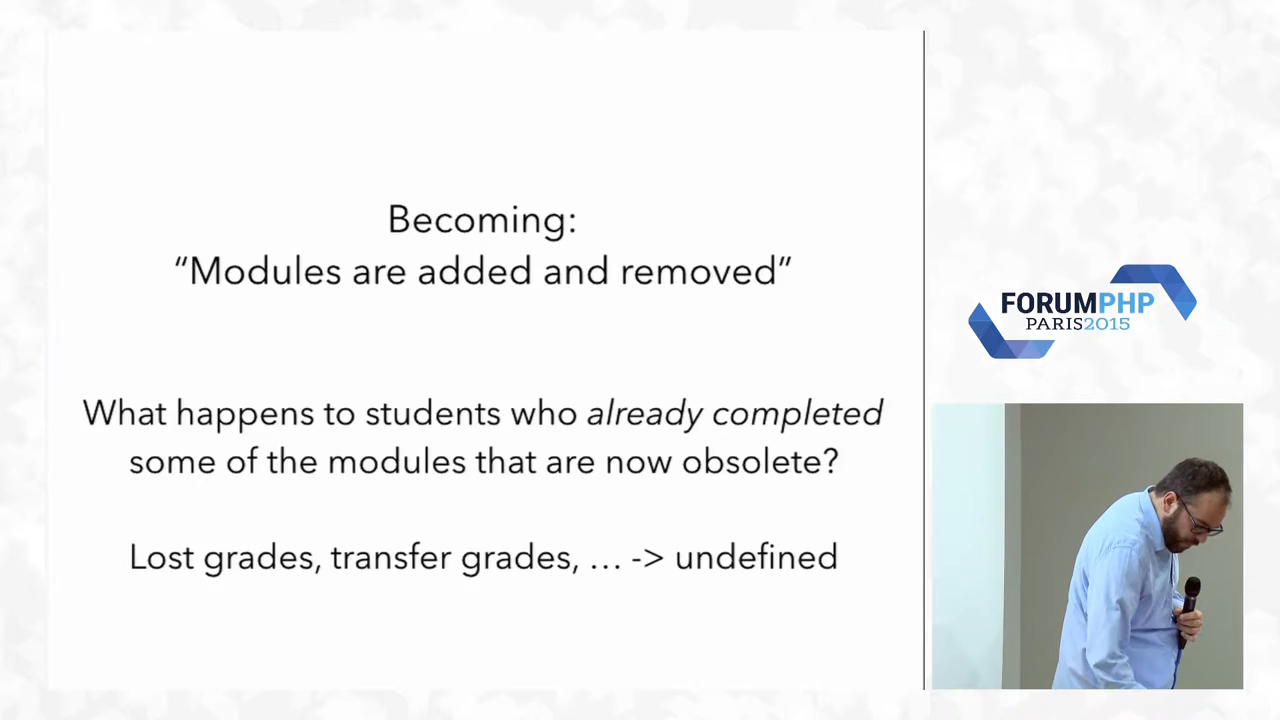 Becoming:
“Modules are added and removed”
What happens to students who already completed
some of the modules that are now obsolete?
Lost grades, transfer grades, … -> undefined
FORUMPHP
PARIS2015